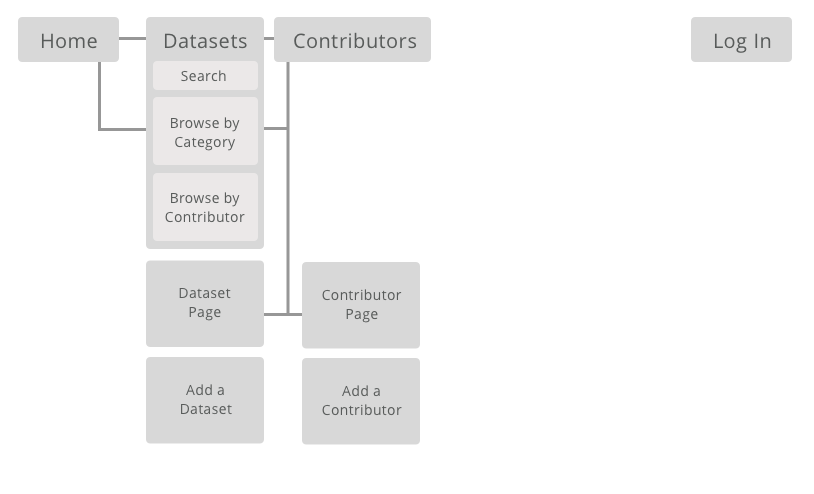 Home
Datasets
Contributors
Log In
Search
Browse by
Category
Browse by
Contributor
Dataset
Page
Contributor
Page
Add a
Dataset
Add a
Contributor